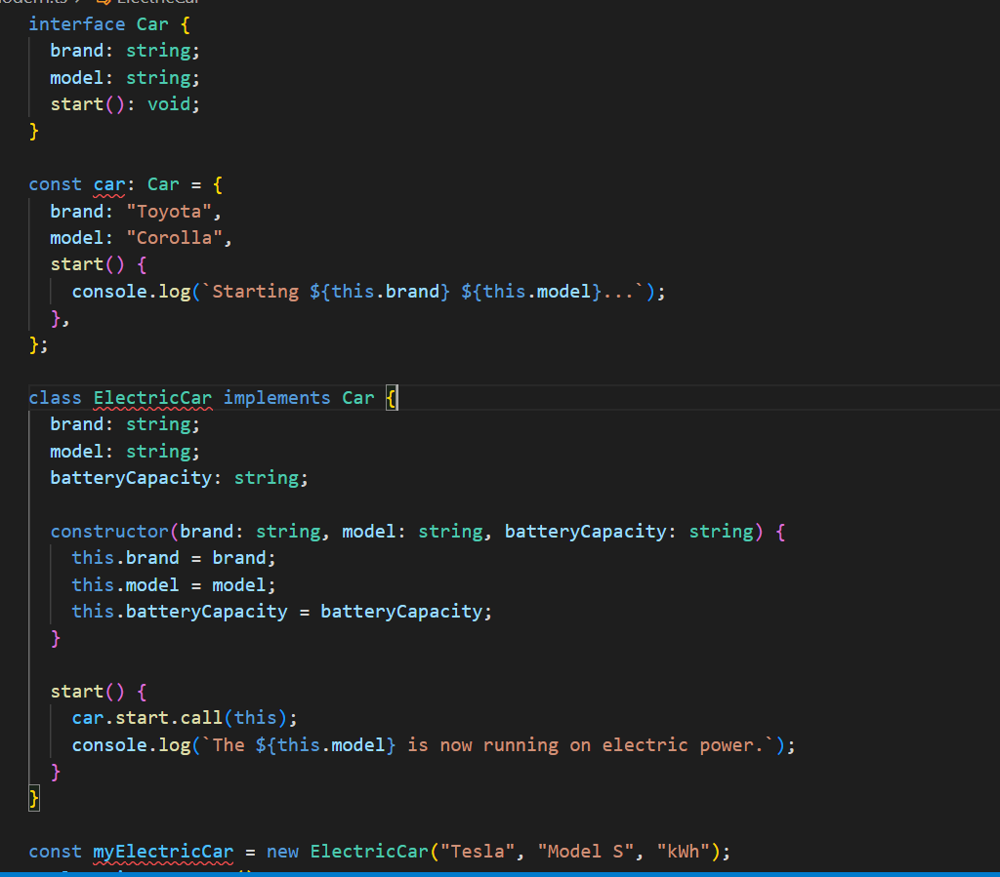 ElectricCar
interface Car {
  brand: string;
  model: string;
  start(): void;
}

const car: Car = {
  brand: "Toyota",
  model: "Corolla",
  start() {
    console.log(`Starting ${this.brand} ${this.model}...`);
  },
};

class ElectricCar implements Car {
  brand: string;
  model: string;
  batteryCapacity: string;

  constructor(brand: string, model: string, batteryCapacity: string) {
    this.brand = brand;
    this.model = model;
    this.batteryCapacity = batteryCapacity;
  }

  start() {
    car.start.call(this);
    console.log(`The ${this.model} is now running on electric power.`);
  }
}

const myElectricCar = new ElectricCar("Tesla", "Model S", "kWh");